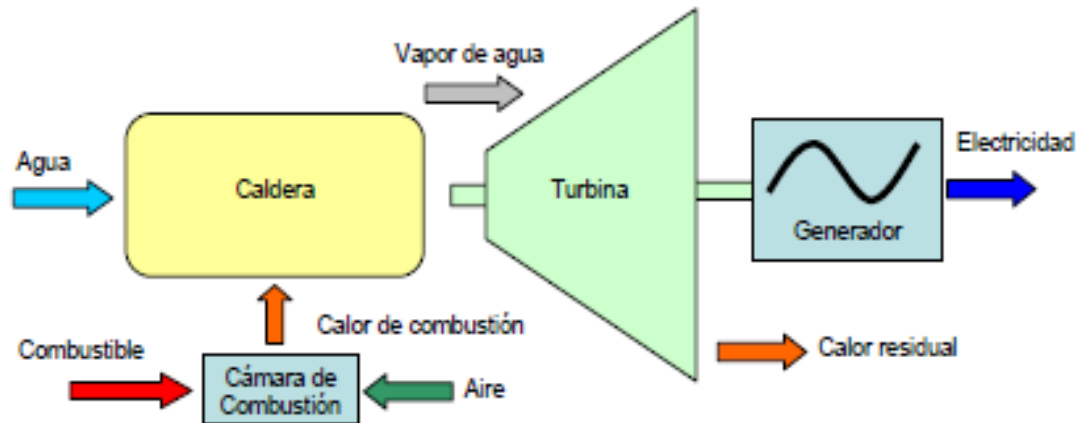 Vapor de agua
Agua
Caldera
Turbina
Electricidad
Generador
Calor de combustión
Combustible
Cámara de
Combustión
Aire
Calor residual